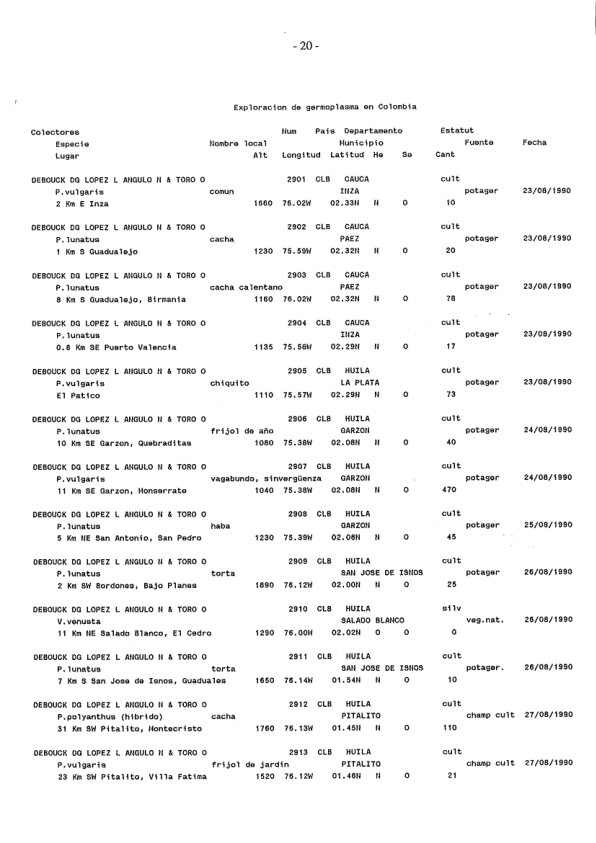 - 20 -
Exploracion de germoplasma en Colombia
Colectores Num Pais Departamento Estatut
Especie Nombre local Municipio Fuente Fecha
Lugar Alt Longitud Latitud He Se Cant
DEBOUCK DG LOPEZ L ANGULO N & TORO O 2901 CLB CAUCA cult
P.vulgaris comun INZA potager 23/08/1990
2 Km E Inza 1660 76.02W 02.33N N O 10
DEBOUCK DG LOPEZ L ANGULO N & TORO O 2902 CLB CAUCA cult
P.lunatus cacha PAEZ potager 23/08/1990
1 Km S Guadualejo 1230 75.59W 02.32N N O 20
DEBOUCK DG LOPEZ L ANGULO N & TORO O 2903 CLB CAUCA cult
P.lunatus cacha calentano PAEZ potager 23/08/1990
8 Km S Guadualejo, Birmania 1160 76.02W 02.32N N O 78
DEBOUCK DG LOPEZ L ANGULO N & TORO O 2904 CLB CAUCA cult
P.lunatus INZA potager 23/08/1990
0.6 Km SE Puerto Valencia 1135 75.58W 02.29N N O 17
DEBOUCK DG LOPEZ L ANGULO N & TORO O 2905 CLB HUILA cult
P.vulgaris chiquito LA PLATA potager 23/08/1990
El Patico 1110 75.57W 02.29N N O 73
DEBOUCK DG LOPEZ L ANGULO N & TORO O 2906 CLB HUILA cult
P.lunatus frijol de año GARZON potager 24/08/1990
10 Km SE Garzon, Quebraditas 1080 75.38W 02.08N N O 40
DEBOUCK DG LOPEZ L ANGULO N & TORO O 2907 CLB HUILA cult
P.vulgaris vagabundo, sinvergüenza GARZON potager 24/08/1990
11 Km SE Garzon, Monserrate 1040 75.38W 02.08N N O 470
DEBOUCK DG LOPEZ L ANGULO N & TORO O 2908 CLB HUILA cult
P.lunatus haba GARZON potager 25/08/1990
5 Km NE San Antonio, San Pedro 1230 75.39W 02.08N N O 45
DEBOUCK DG LOPEZ L ANGULO N & TORO O 2909 CLB HUILA cult
P.lunatus torta SAN JOSE DE ISNOS potager 26/08/1990
2 Km SW Bordones, Bajo Planes 1690 76.12W 02.00N N O 25
DEBOUCK DG LOPEZ L ANGULO N & TORO O 2910 CLB HUILA silv
V.venusta SALADO BLANCO veg.nat. 26/08/1990
11 Km NE Salado Blanco, El Cedro 1290 76.00W 02.02N O O 0
DEBOUCK DG LOPEZ L ANGULO N & TORO O 2911 CLB HUILA cult
P.lunatus torta SAN JOSE DE ISNOS potager. 26/08/1990
7 Km S San Jose de Isnos, Guaduales 1650 76.14W 01.54N N O 10
DEBOUCK DG LOPEZ L ANGULO N & TORO O 2912 CLB HUILA cult
P.polyanthus (hibrido) cacha PITALITO champ cult 27/08/1990
31 Km SW Pitalito, Montecristo 1760 76.13W 01.45N N O 110
DEBOUCK DG LOPEZ L ANGULO N & TORO O 2913 CLB HUILA cult
P.vulgaris frijol de jardin PITALITO champ cult 27/08/1990
23 Km SW Pitalito, Villa Fatima 1520 76.12W 01.46N N O 21